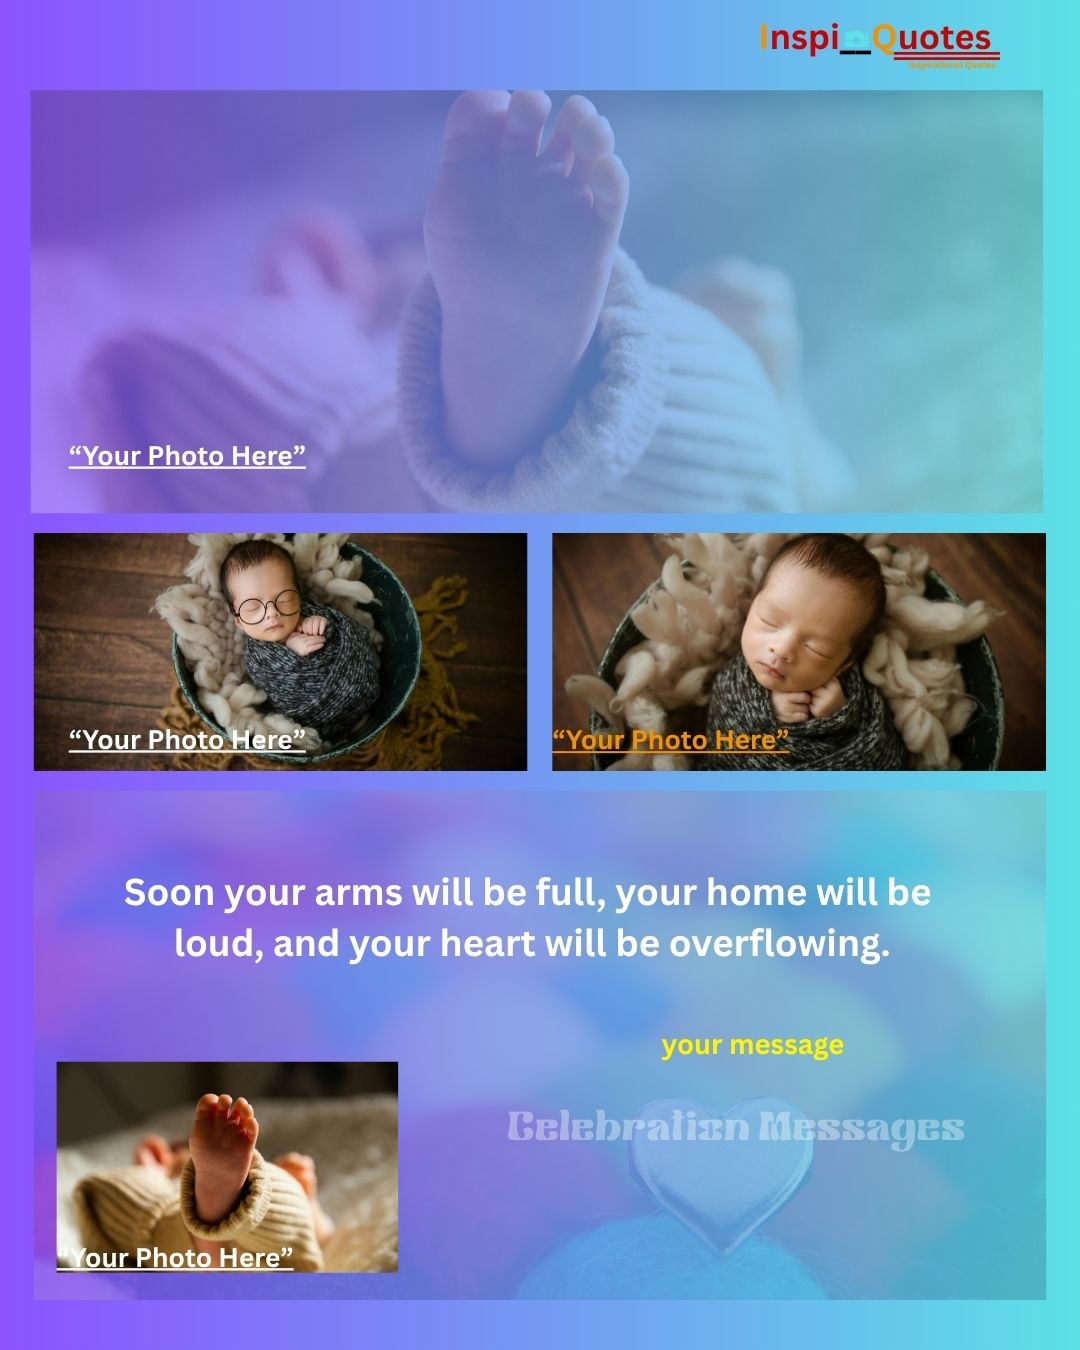 InspiQuotes
Inspirational Quotes
“Your Photo Here”
“Your Photo Here”
“Your Photo Here”
Soon your arms will be full, your home will be
loud, and your heart will be overflowing.
your message
Celebration Messages
“Your Photo Here”